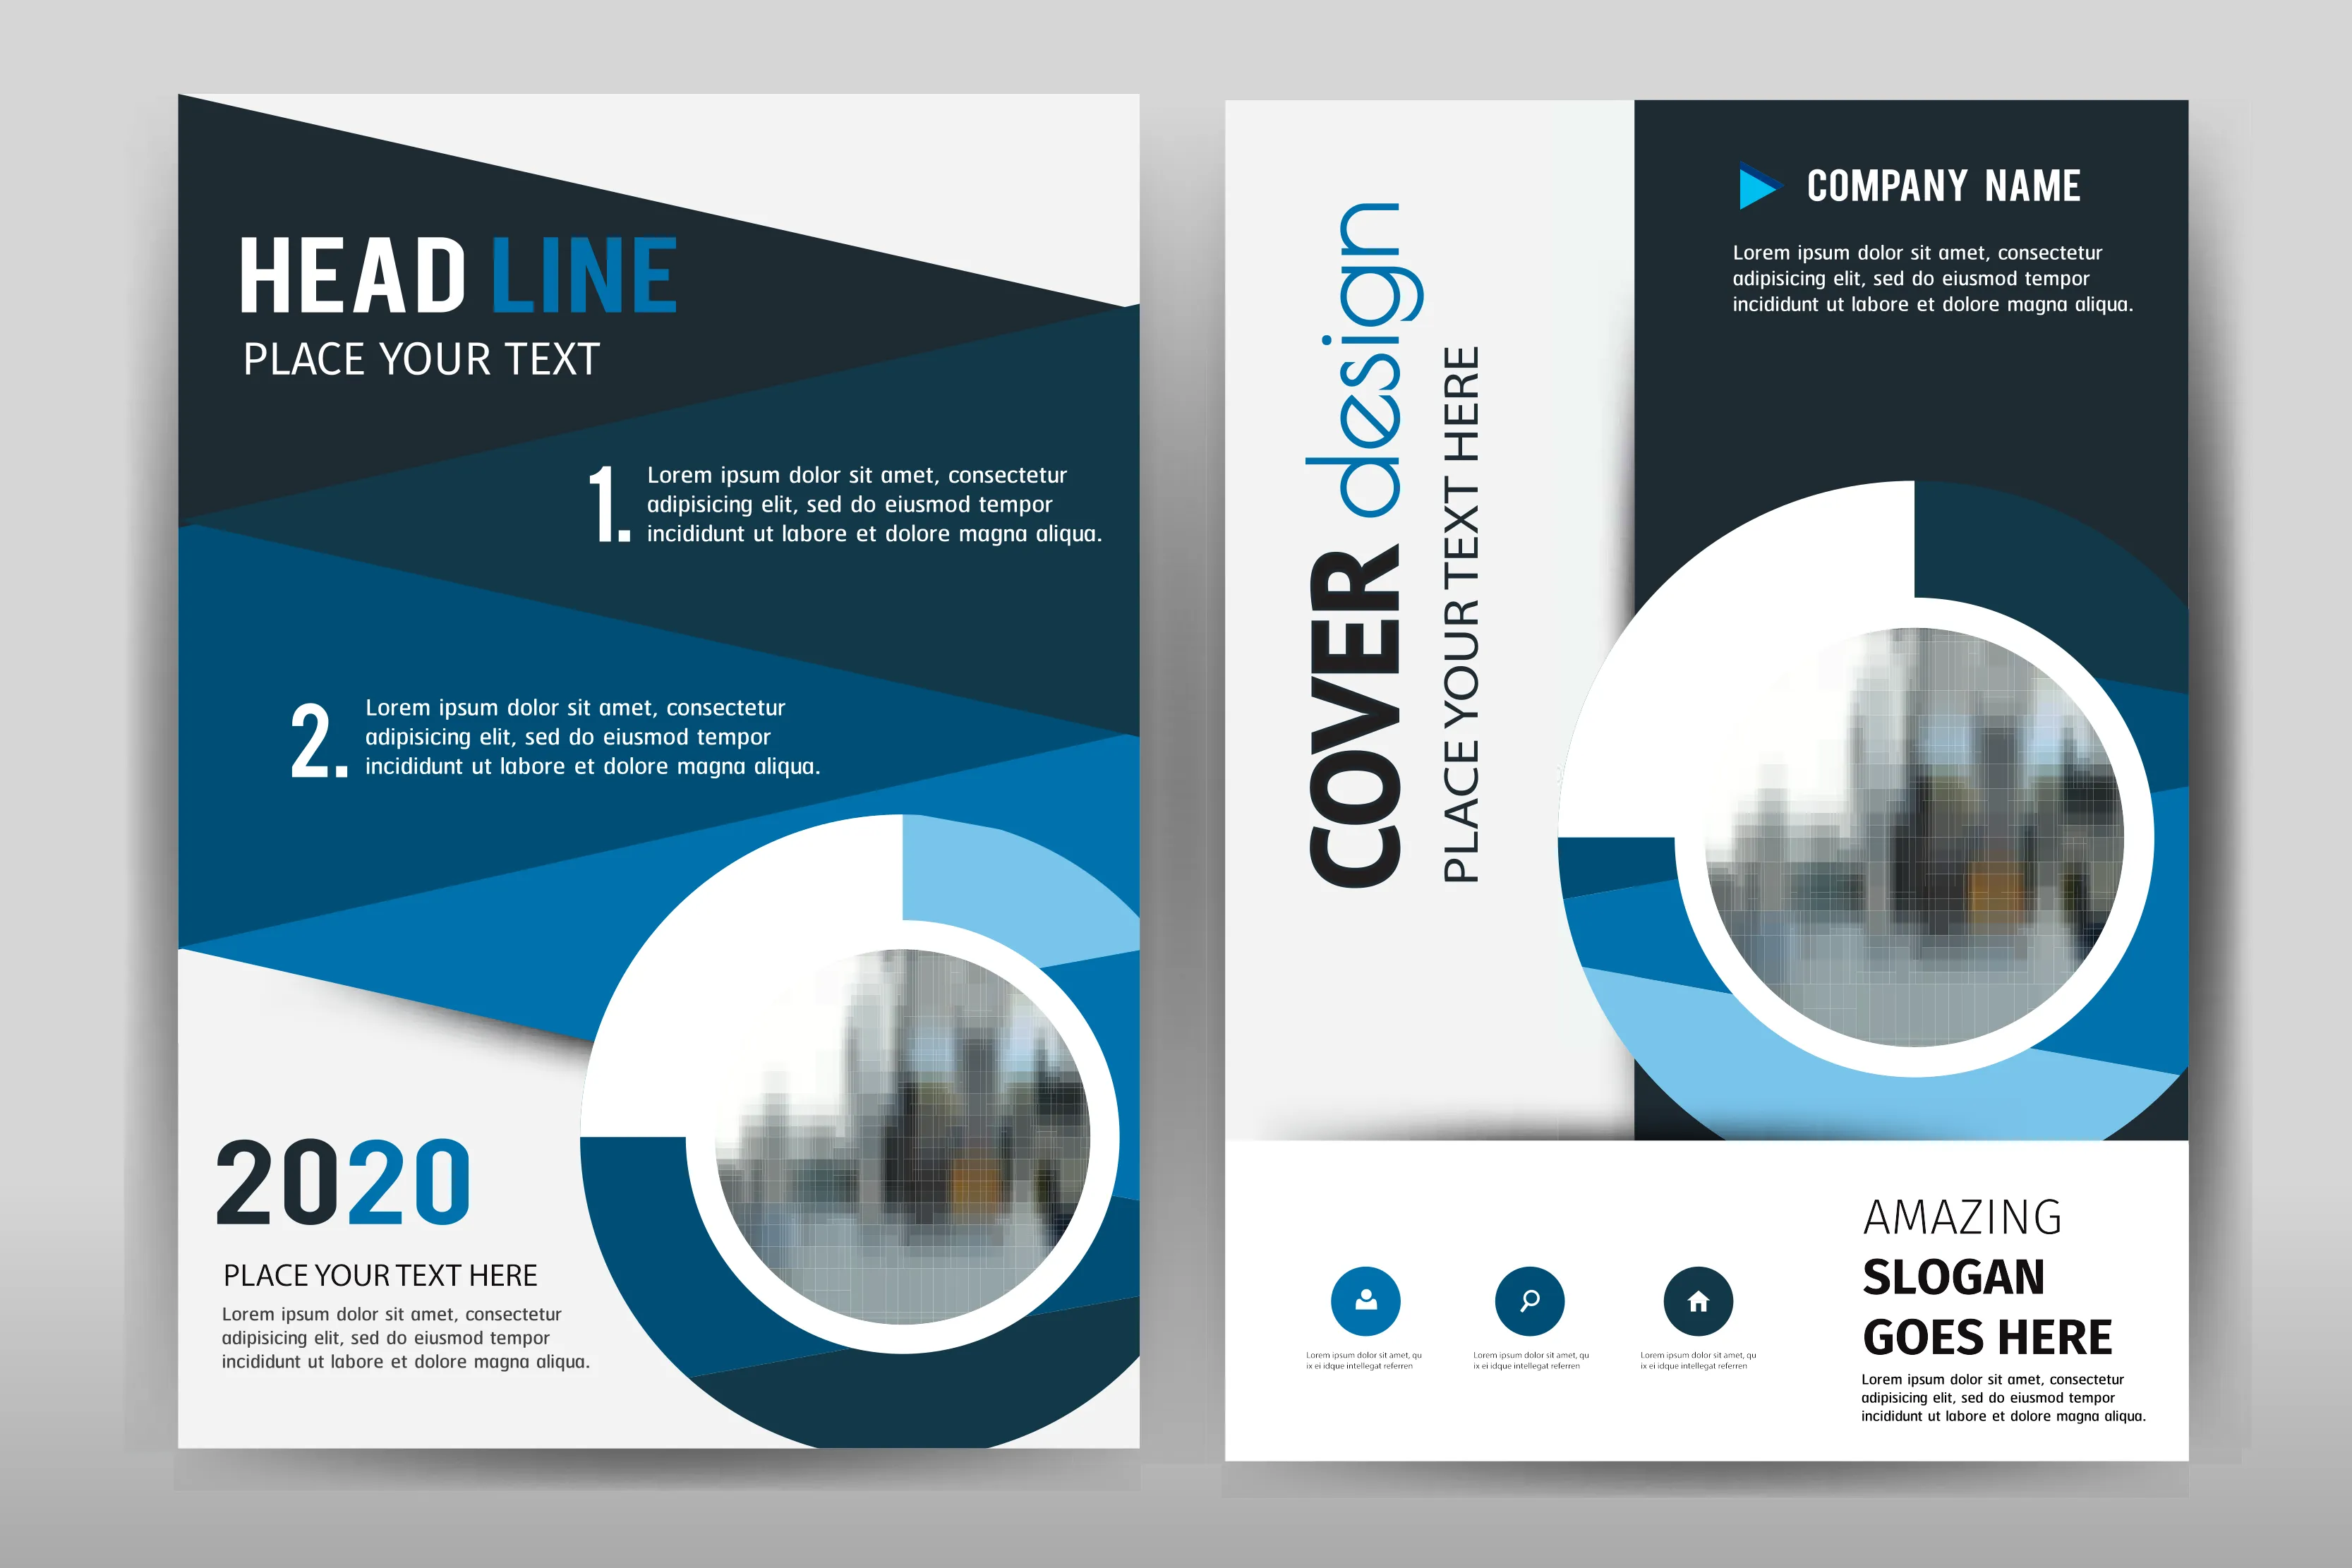 HEAD LINE
PLACE YOUR TEXT
1.
Lorem ipsum dolor sit amet, consectetur
adipisicing elit, sed do eiusmod tempor
incididunt ut labore et dolore magna aliqua.
2.
Lorem ipsum dolor sit amet, consectetur
adipisicing elit, sed do eiusmod tempor
incididunt ut labore et dolore magna aliqua.
2020
PLACE YOUR TEXT HERE
Lorem ipsum dolor sit amet, consectetur
adipisicing elit, sed do eiusmod tempor
incididunt ut labore et dolore magna aliqua.
COVER design
PLACE YOUR TEXT HERE
COMPANY NAME
Lorem ipsum dolor sit amet, consectetur
adipisicing elit, sed do eiusmod tempor
incididunt ut labore et dolore magna aliqua.
Lorem ipsum dolor sit amet, qu
ix ei idque intellegat referren
Lorem ipsum dolor sit amet, qu
ix ei idque intellegat referren
Lorem ipsum dolor sit amet, qu
ix ei idque intellegat referren
AMAZING
SLOGAN
GOES HERE
Lorem ipsum dolor sit amet, consectetur
adipisicing elit, sed do eiusmod tempor
incididunt ut labore et dolore magna aliqua.